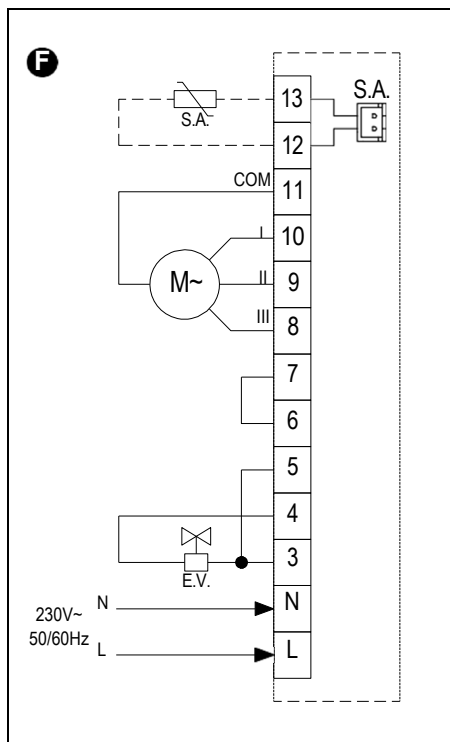 F
S.A.
13
S.A.
12
COM
11
I
10
M~
II
9
III
8
7
6
5
4
3
E.V.
N
N
230V~
50/60Hz
L
L